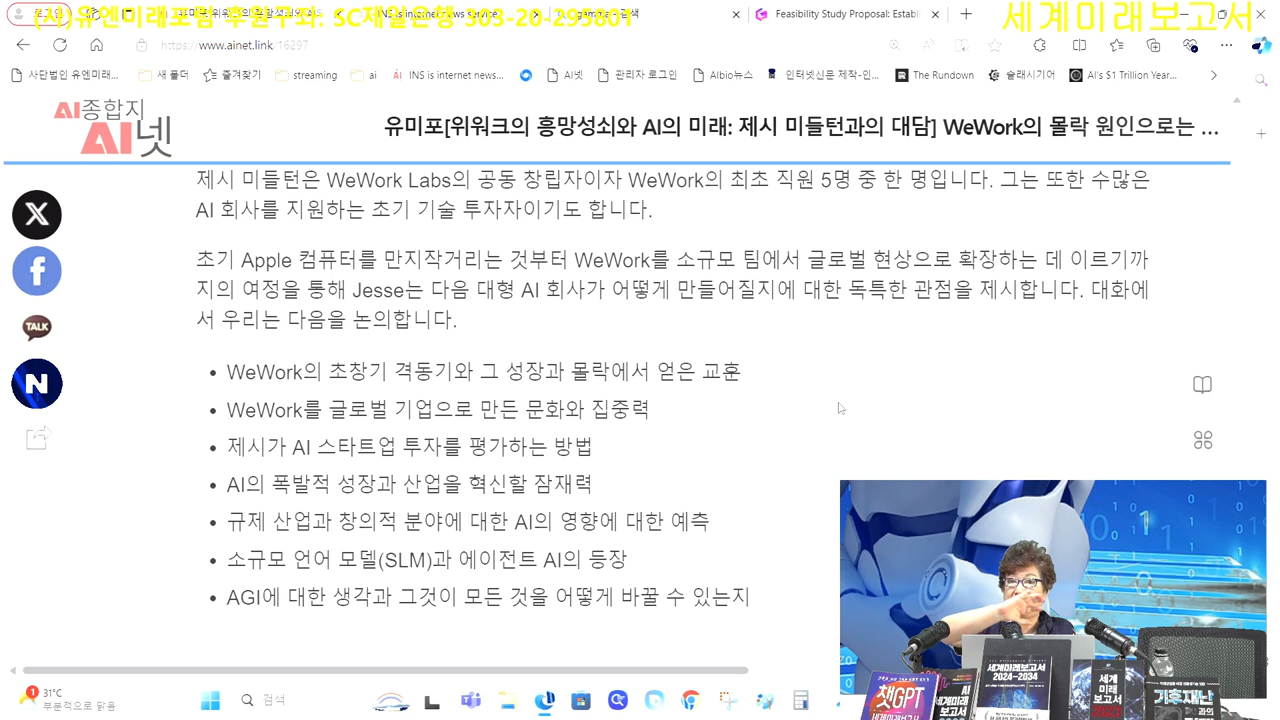 (사)유엔미래포럼 후원구좌: SC제일은행
세계미래보고서
Feasibility Study Proposal: Establi
https://www.ainet.link/16297
사단법인 유엔미래...
새 폴더
즐겨찾기
streaming
ai
INS is internet news...
AI넷
관리자 로그인
AIbio뉴스
인터넷신문 제작-인...
The Rundown
술래시기어
AI's $1 Trillion Year...
AI종합지
AI넷
유미포[위워크의 흥망성쇠와 AI의 미래: 제시 미들턴과의 대담] WeWork의 몰락 원인으로는 ...
제시 미들턴은 WeWork Labs의 공동 창립자이자 WeWork의 최초 직원 5명 중 한 명입니다. 그는 또한 수많은
AI 회사를 지원하는 초기 기술 투자자이기도 합니다.
초기 Apple 컴퓨터를 만지작거리는 것부터 WeWork를 소규모 팀에서 글로벌 현상으로 확장하는 데 이르기까
지의 여정을 통해 Jesse는 다음 대형 AI 회사가 어떻게 만들어질지에 대한 독특한 관점을 제시합니다. 대화에
서 우리는 다음을 논의합니다.
• WeWork의 초창기 격동기와 그 성장과 몰락에서 얻은 교훈
• WeWork를 글로벌 기업으로 만든 문화와 집중력
• 제시가 AI 스타트업 투자를 평가하는 방법
• AI의 폭발적 성장과 산업을 혁신할 잠재력
• 규제 산업과 창의적 분야에 대한 AI의 영향에 대한 예측
• 소규모 언어 모델(SLM)과 에이전트 AI의 등장
• AGI에 대한 생각과 그것이 모든 것을 어떻게 바꿀 수 있는지
TALK
N
세계미래보고서
2024-2034
챗GPT
세계미래보고서
세계
미래
보고서
기후재난
과의
1
31°C
부분적으로 맑음
검색